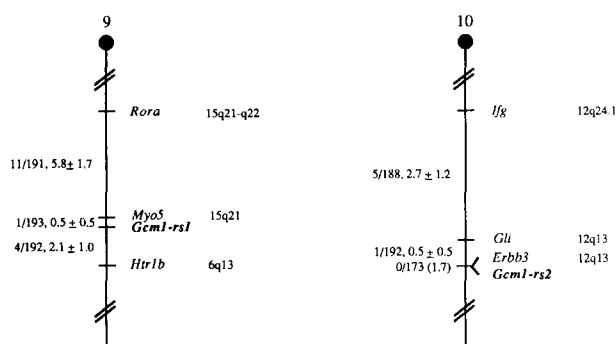 9
Rora 15q21-q22
11/191, 5.8 ± 1.7
Myo5 15q21
1/193, 0.5 ± 0.5
Gcm1-rs1
4/192, 2.1 ± 1.0
Htr1b 6q13
10
Ifg 12q24.1
5/188, 2.7 ± 1.2
Gli 12q13
1/192, 0.5 ± 0.5
Erbb3 12q13
0/173 (1.7)
Gcm1-rs2